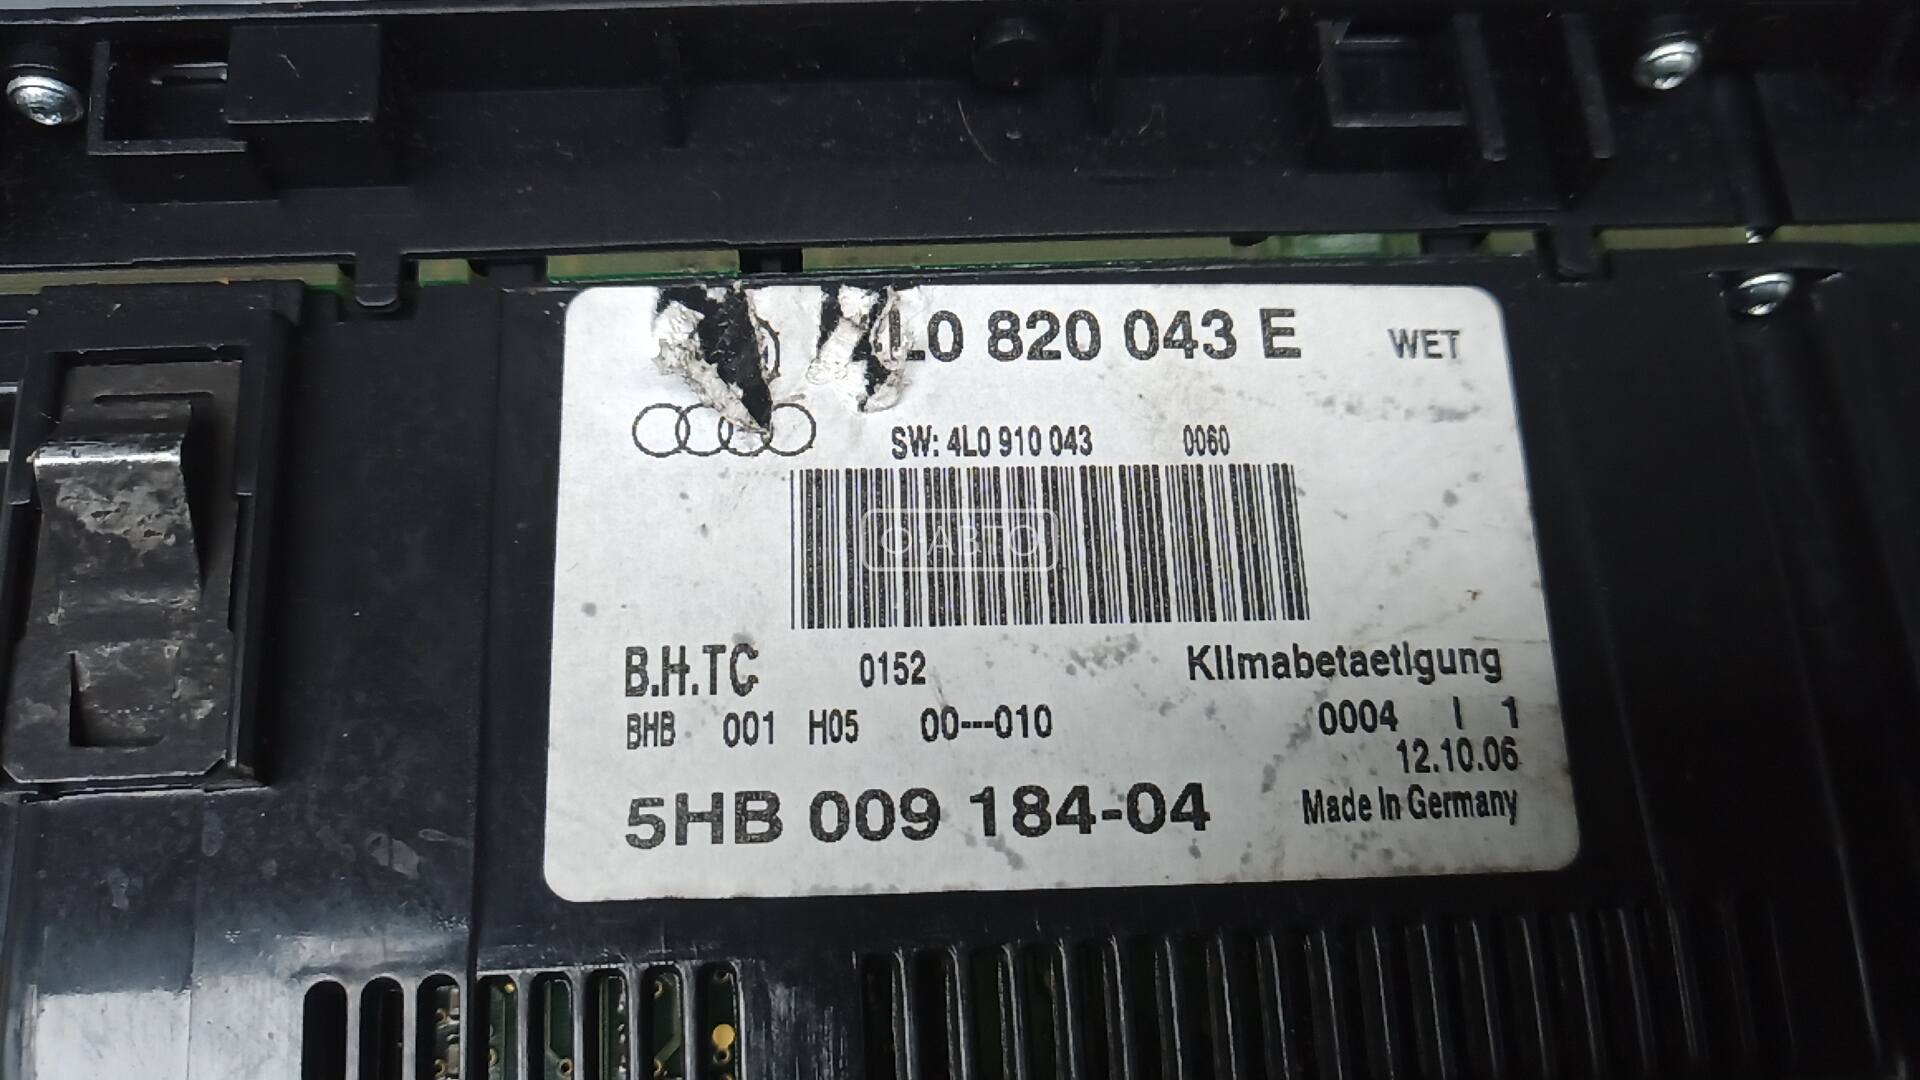 4L0 820 043 E WET
SW: 4L0 910 043 0060
О АВТО
B.H.TC 0152 Klimabetaetigung
BHB 001 H05 00---010 0004 I 1
12.10.06
5HB 009 184-04 Made In Germany